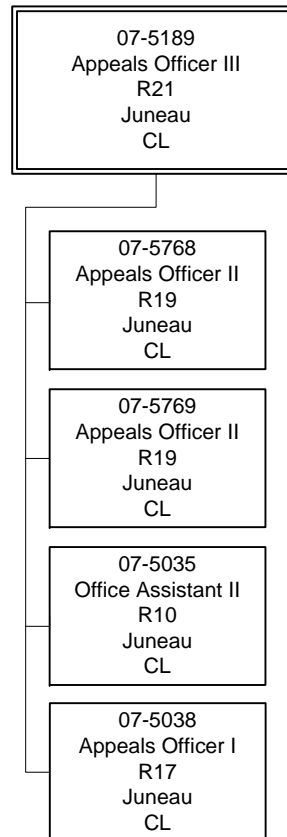 07-5189
Appeals Officer III
R21
Juneau
CL
07-5768
Appeals Officer II
R19
Juneau
CL
07-5769
Appeals Officer II
R19
Juneau
CL
07-5035
Office Assistant II
R10
Juneau
CL
07-5038
Appeals Officer I
R17
Juneau
CL